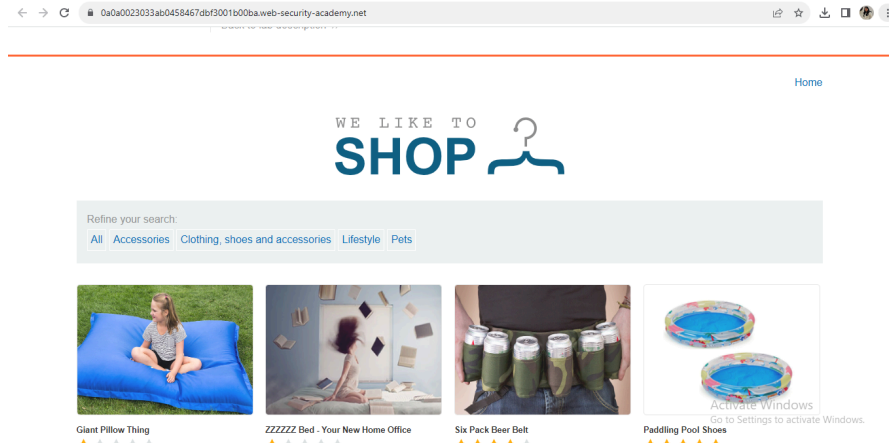 0a0a0023033ab0458467dbf3001b00ba.web-security-academy.net
Home
WE LIKE TO
SHOP
Refine your search:
All Accessories Clothing, shoes and accessories Lifestyle Pets
Giant Pillow Thing ZZZZZZ Bed - Your New Home Office Six Pack Beer Belt Paddling Pool Shoes
Activate Windows
Go to Settings to activate Windows.